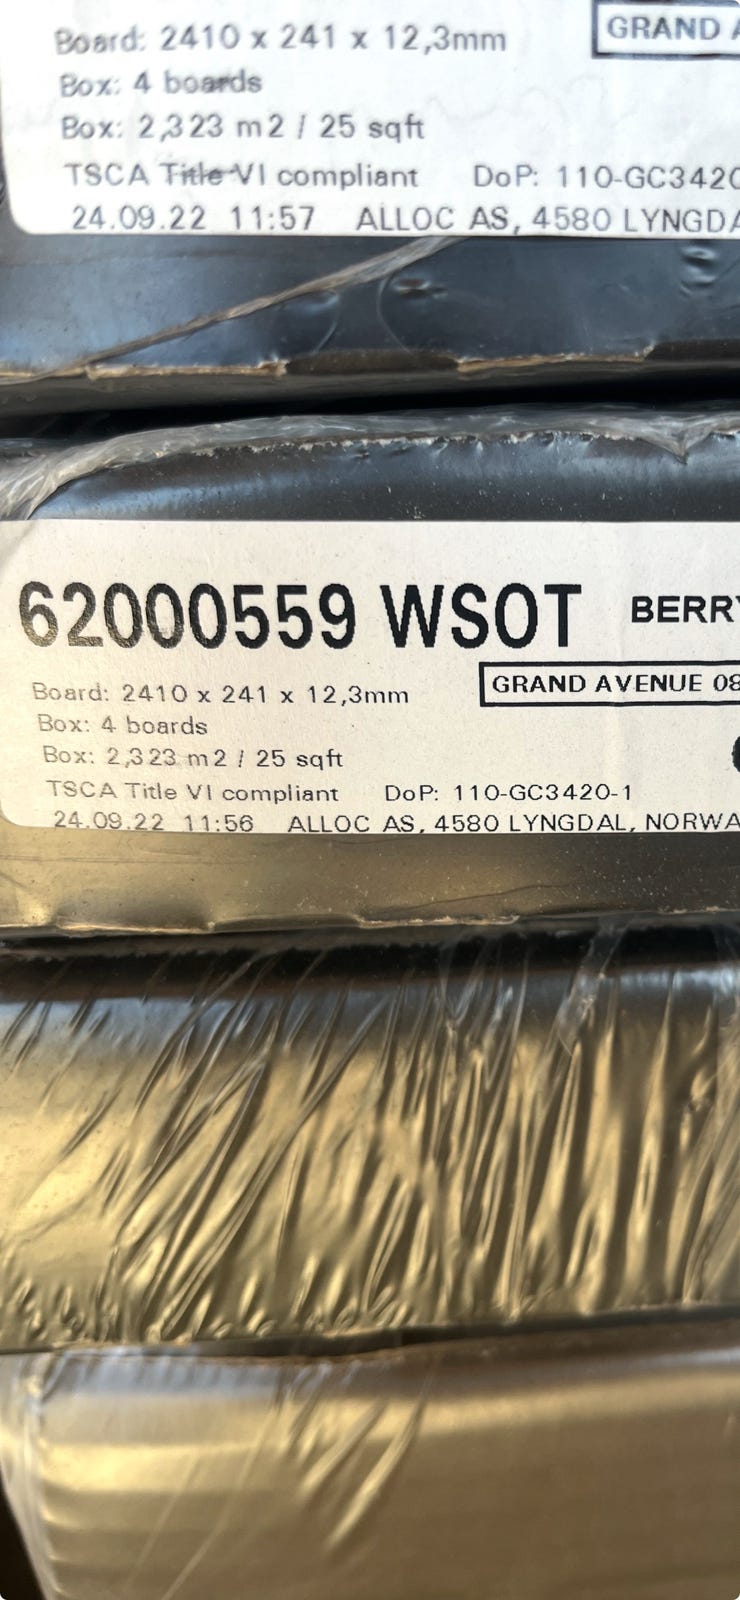 GRAND
Board: 2410 x 241 x 12,3mm
Box: 4 boards
Box: 2,323 m2 / 25 sqft
TSCA Title VI compliant DoP: 110-GC342
24.09.22 11:57 ALLOC AS, 4580 LYNGDA
62000559 WSOT BERRY
GRAND AVENUE 08
Board: 2410 x 241 x 12,3mm
Box: 4 boards
Box: 2,323 m2 / 25 sqft
TSCA Title VI compliant DoP: 110-GC3420-1
24.09.22 11:56 ALLOC AS, 4580 LYNGDAL, NORWA